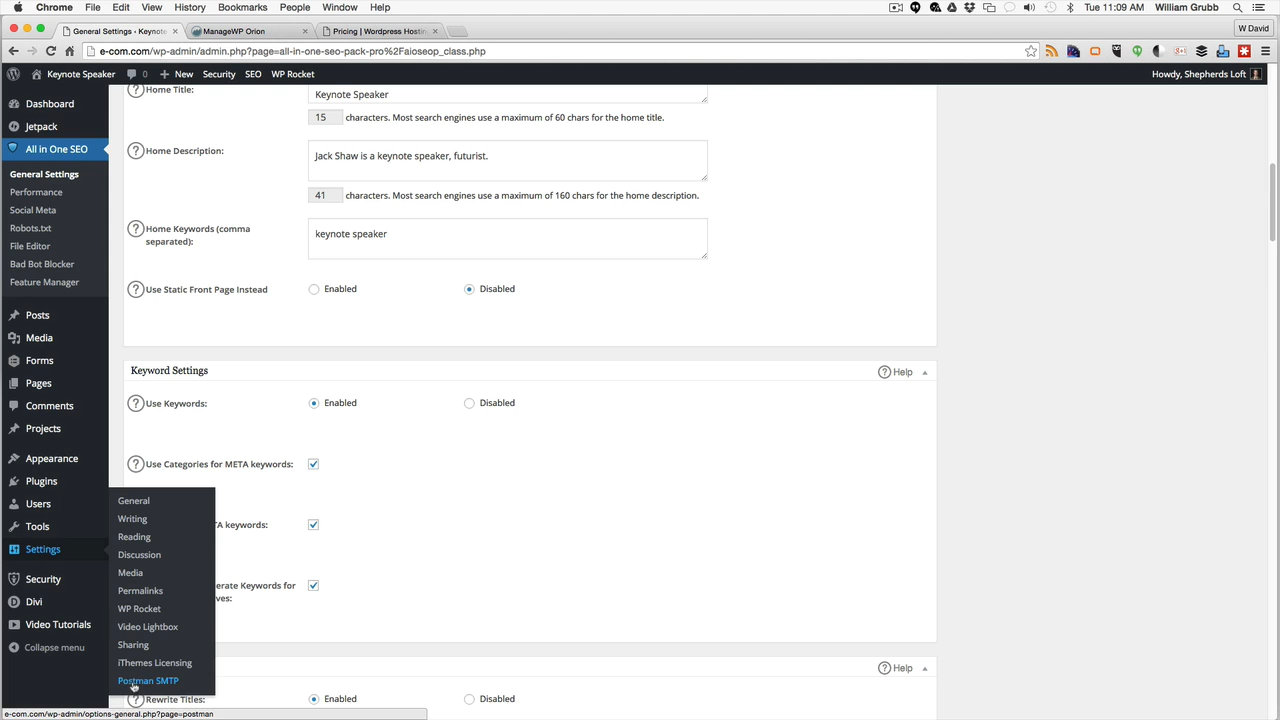 Chrome File Edit View History Bookmarks People Window Help
Tue 11:09 AM William Grubb
General Settings ‹ Keynote
ManageWP Orion
Pricing | Wordpress Hostin
W David
e-com.com/wp-admin/admin.php?page=all-in-one-seo-pack-pro%2Faioseop_class.php
Keynote Speaker 0 New Security SEO WP Rocket
Howdy, Shepherds Loft
Dashboard
Jetpack
All in One SEO
General Settings
Performance
Social Meta
Robots.txt
File Editor
Bad Bot Blocker
Feature Manager
Posts
Media
Forms
Pages
Comments
Projects
Appearance
Plugins
Users
Tools
Settings
Security
Divi
Video Tutorials
Collapse menu
General
Writing
Reading
Discussion
Media
Permalinks
WP Rocket
Video Lightbox
Sharing
iThemes Licensing
Postman SMTP
Home Title:
Keynote Speaker
15 characters. Most search engines use a maximum of 60 chars for the home title.
Home Description:
Jack Shaw is a keynote speaker, futurist.
41 characters. Most search engines use a maximum of 160 chars for the home description.
Home Keywords (comma
separated):
keynote speaker
Use Static Front Page Instead
Enabled Disabled
Keyword Settings
Help
Use Keywords:
Enabled Disabled
Use Categories for META keywords:
TA keywords:
erate Keywords for
ves:
Help
Rewrite Titles:
Enabled Disabled
e-com.com/wp-admin/options-general.php?page=postman